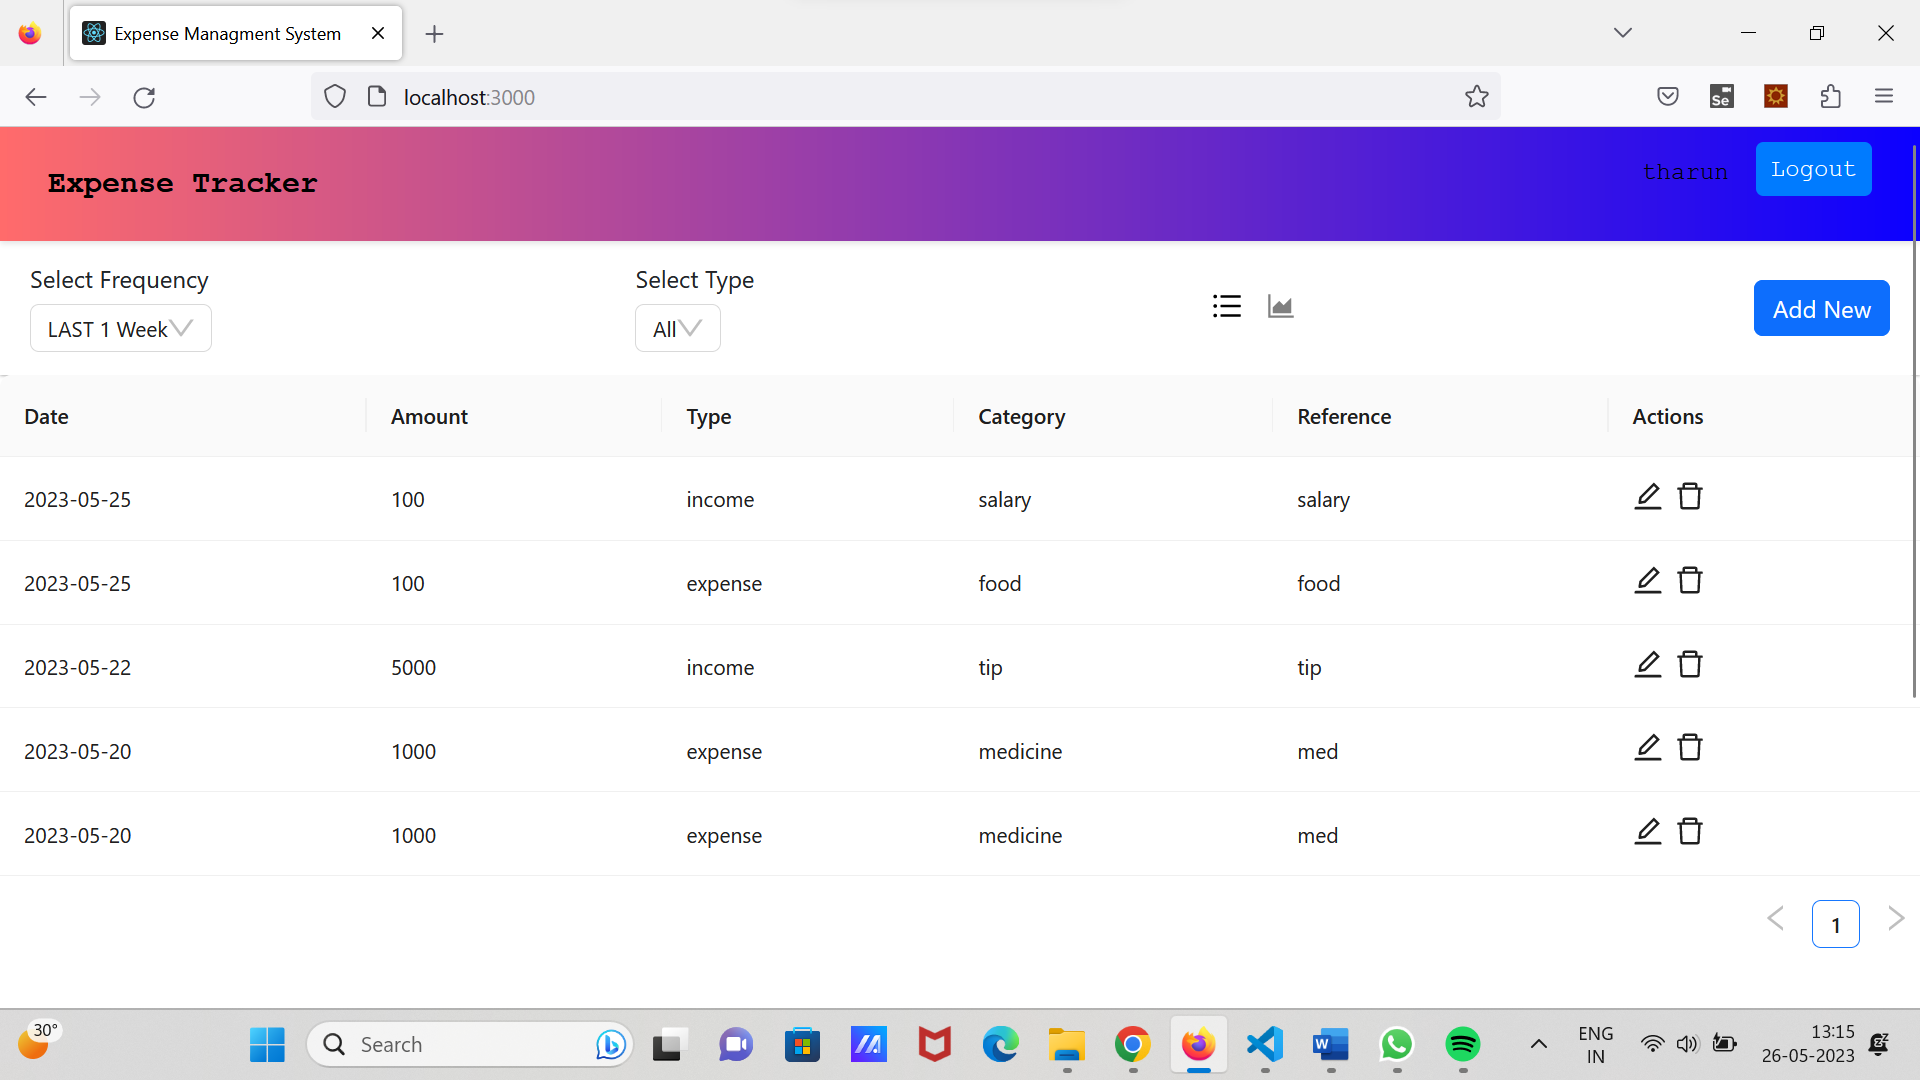 Expense Managment System
localhost:3000
Se
Expense Tracker
tharun
Logout
Select Frequency
LAST 1 Week
Select Type
All
Add New
Date Amount Type Category Reference Actions
2023-05-25 100 income salary salary
2023-05-25 100 expense food food
2023-05-22 5000 income tip tip
2023-05-20 1000 expense medicine med
2023-05-20 1000 expense medicine med
1
30°
Search
W
ENG
IN
13:15
26-05-2023